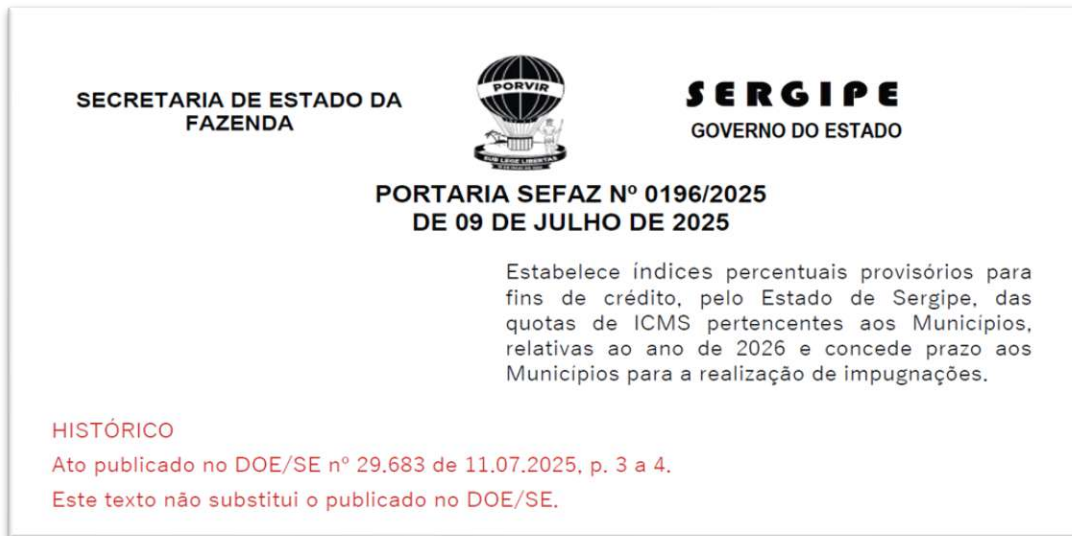 SECRETARIA DE ESTADO DA
FAZENDA
PORVIR
SUB LEGE LIBERTAS
SERGIPE
GOVERNO DO ESTADO
PORTARIA SEFAZ Nº 0196/2025
DE 09 DE JULHO DE 2025
Estabelece índices percentuais provisórios para
fins de crédito, pelo Estado de Sergipe, das
quotas de ICMS pertencentes aos Municípios,
relativas ao ano de 2026 e concede prazo aos
Municípios para a realização de impugnações.
HISTÓRICO
Ato publicado no DOE/SE nº 29.683 de 11.07.2025, p. 3 a 4.
Este texto não substitui o publicado no DOE/SE.